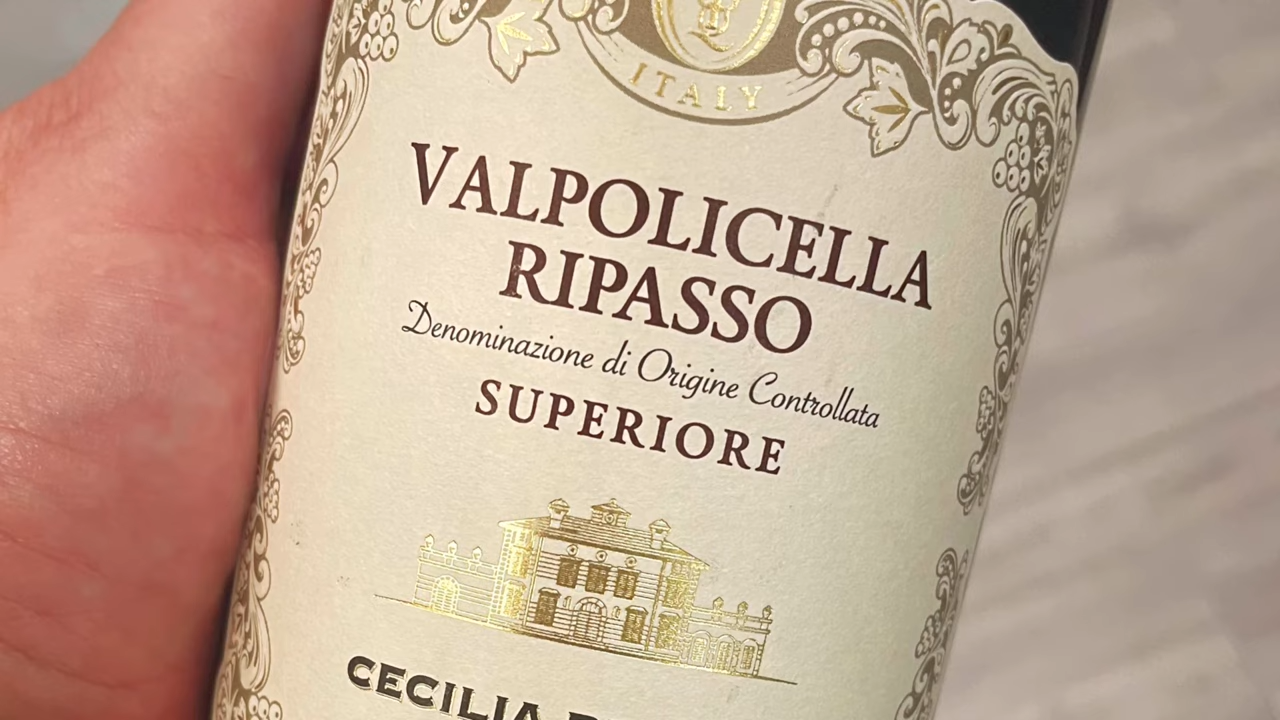 ITALY
VALPOLICELLA
RIPASSO
Denominazione di Origine Controllata
SUPERIORE
CECILIA